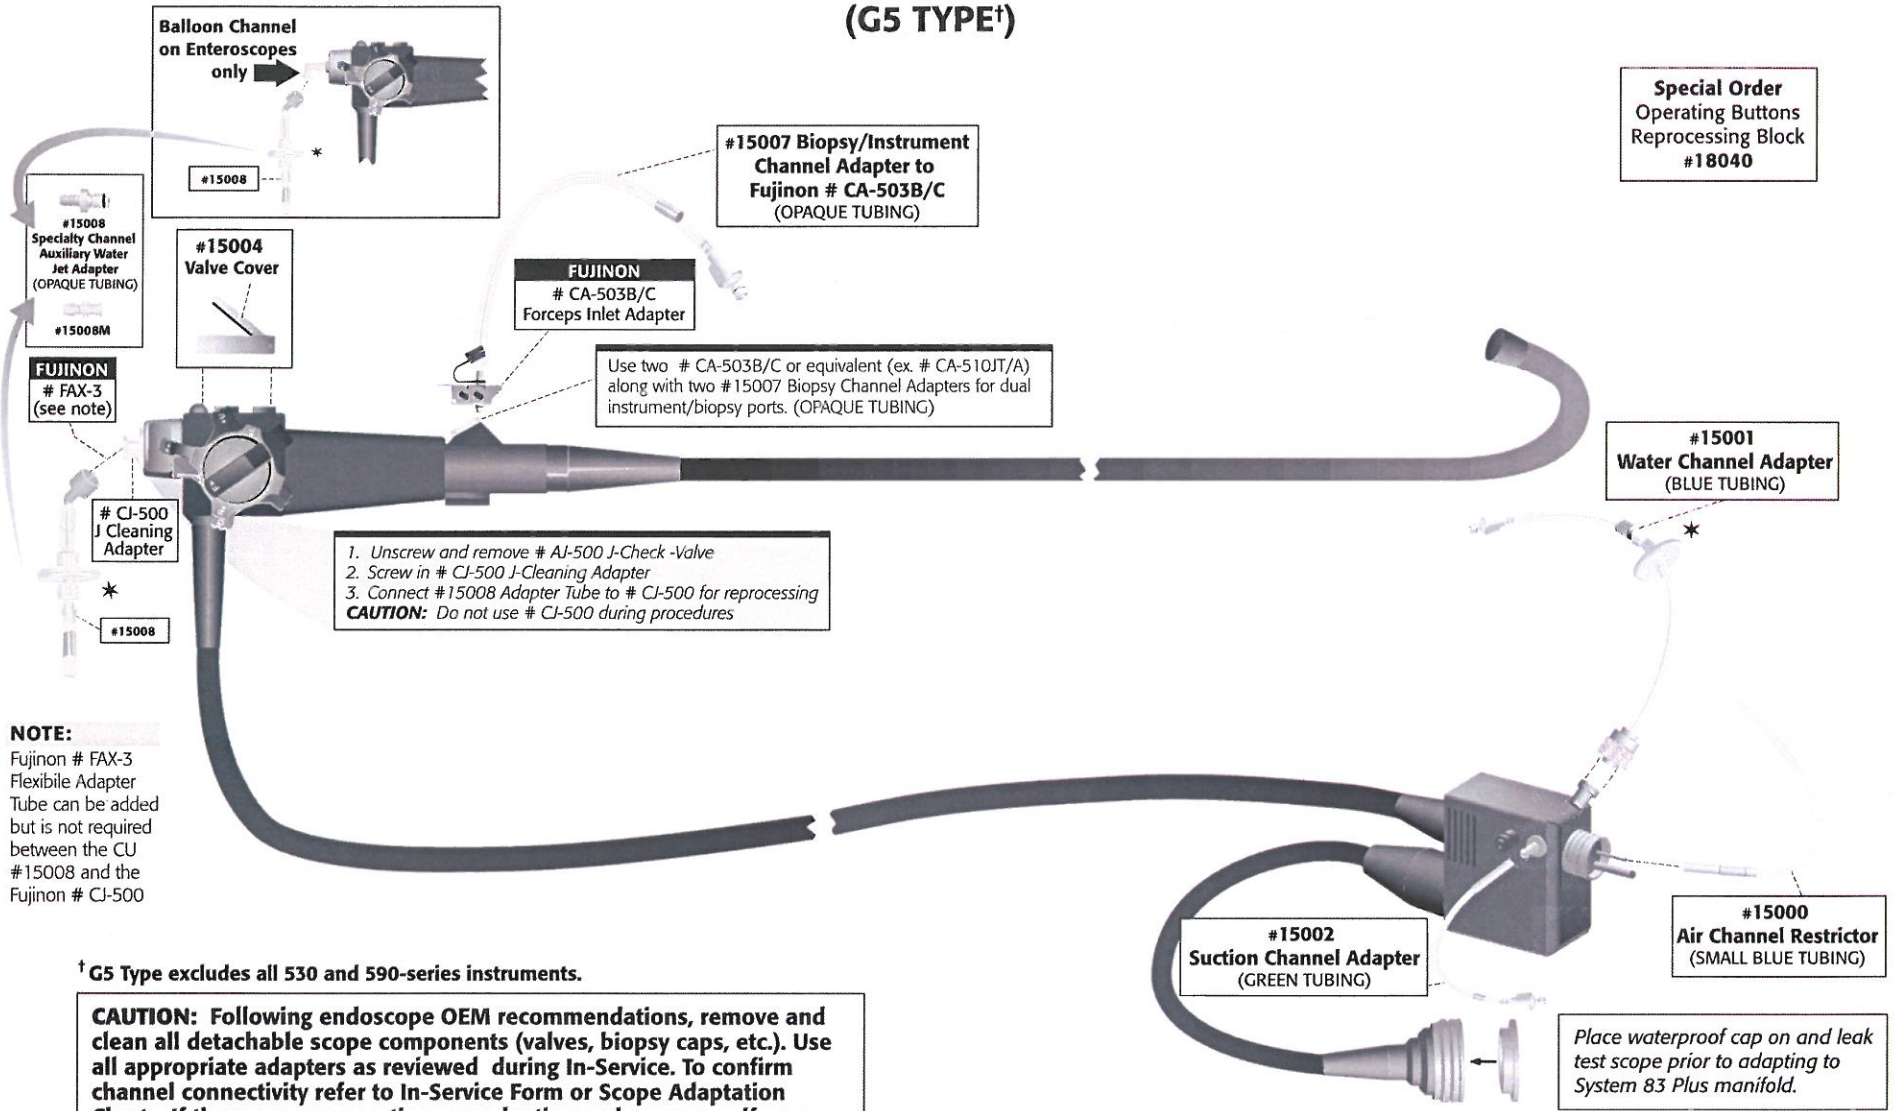 (G5 TYPE†)
Balloon Channel
on Enteroscopes
only
*
#15008
#15008
Specialty Channel
Auxiliary Water
Jet Adapter
(OPAQUE TUBING)
#15008M
#15004
Valve Cover
#15007 Biopsy/Instrument
Channel Adapter to
Fujinon # CA-503B/C
(OPAQUE TUBING)
Special Order
Operating Buttons
Reprocessing Block
#18040
FUJINON
# CA-503B/C
Forceps Inlet Adapter
Use two # CA-503B/C or equivalent (ex. # CA-510JT/A)
along with two #15007 Biopsy Channel Adapters for dual
instrument/biopsy ports. (OPAQUE TUBING)
FUJINON
# FAX-3
(see note)
# CJ-500
J Cleaning
Adapter
*
#15008
1. Unscrew and remove # AJ-500 J-Check -Valve
2. Screw in # CJ-500 J-Cleaning Adapter
3. Connect #15008 Adapter Tube to # CJ-500 for reprocessing
CAUTION: Do not use # CJ-500 during procedures
#15001
Water Channel Adapter
(BLUE TUBING)
*
NOTE:
Fujinon # FAX-3
Flexibile Adapter
Tube can be added
but is not required
between the CU
#15008 and the
Fujinon # CJ-500
#15002
Suction Channel Adapter
(GREEN TUBING)
#15000
Air Channel Restrictor
(SMALL BLUE TUBING)
† G5 Type excludes all 530 and 590-series instruments.
CAUTION: Following endoscope OEM recommendations, remove and
clean all detachable scope components (valves, biopsy caps, etc.). Use
all appropriate adapters as reviewed during In-Service. To confirm
channel connectivity refer to In-Service Form or Scope Adaptation
Place waterproof cap on and leak
test scope prior to adapting to
System 83 Plus manifold.